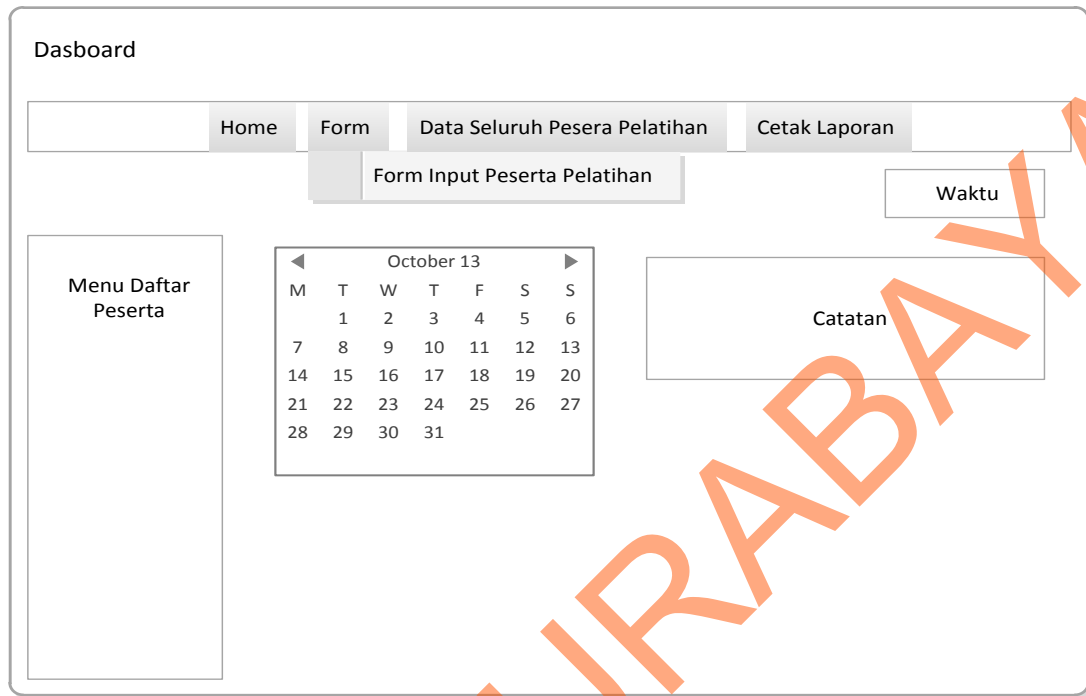 Dasboard
Home Form Data Seluruh Pesera Pelatihan Cetak Laporan
Form Input Peserta Pelatihan
Waktu
Menu Daftar
Peserta
October 13
M T W T F S S
1 2 3 4 5 6
7 8 9 10 11 12 13
14 15 16 17 18 19 20
21 22 23 24 25 26 27
28 29 30 31
Catatan
URABAYA